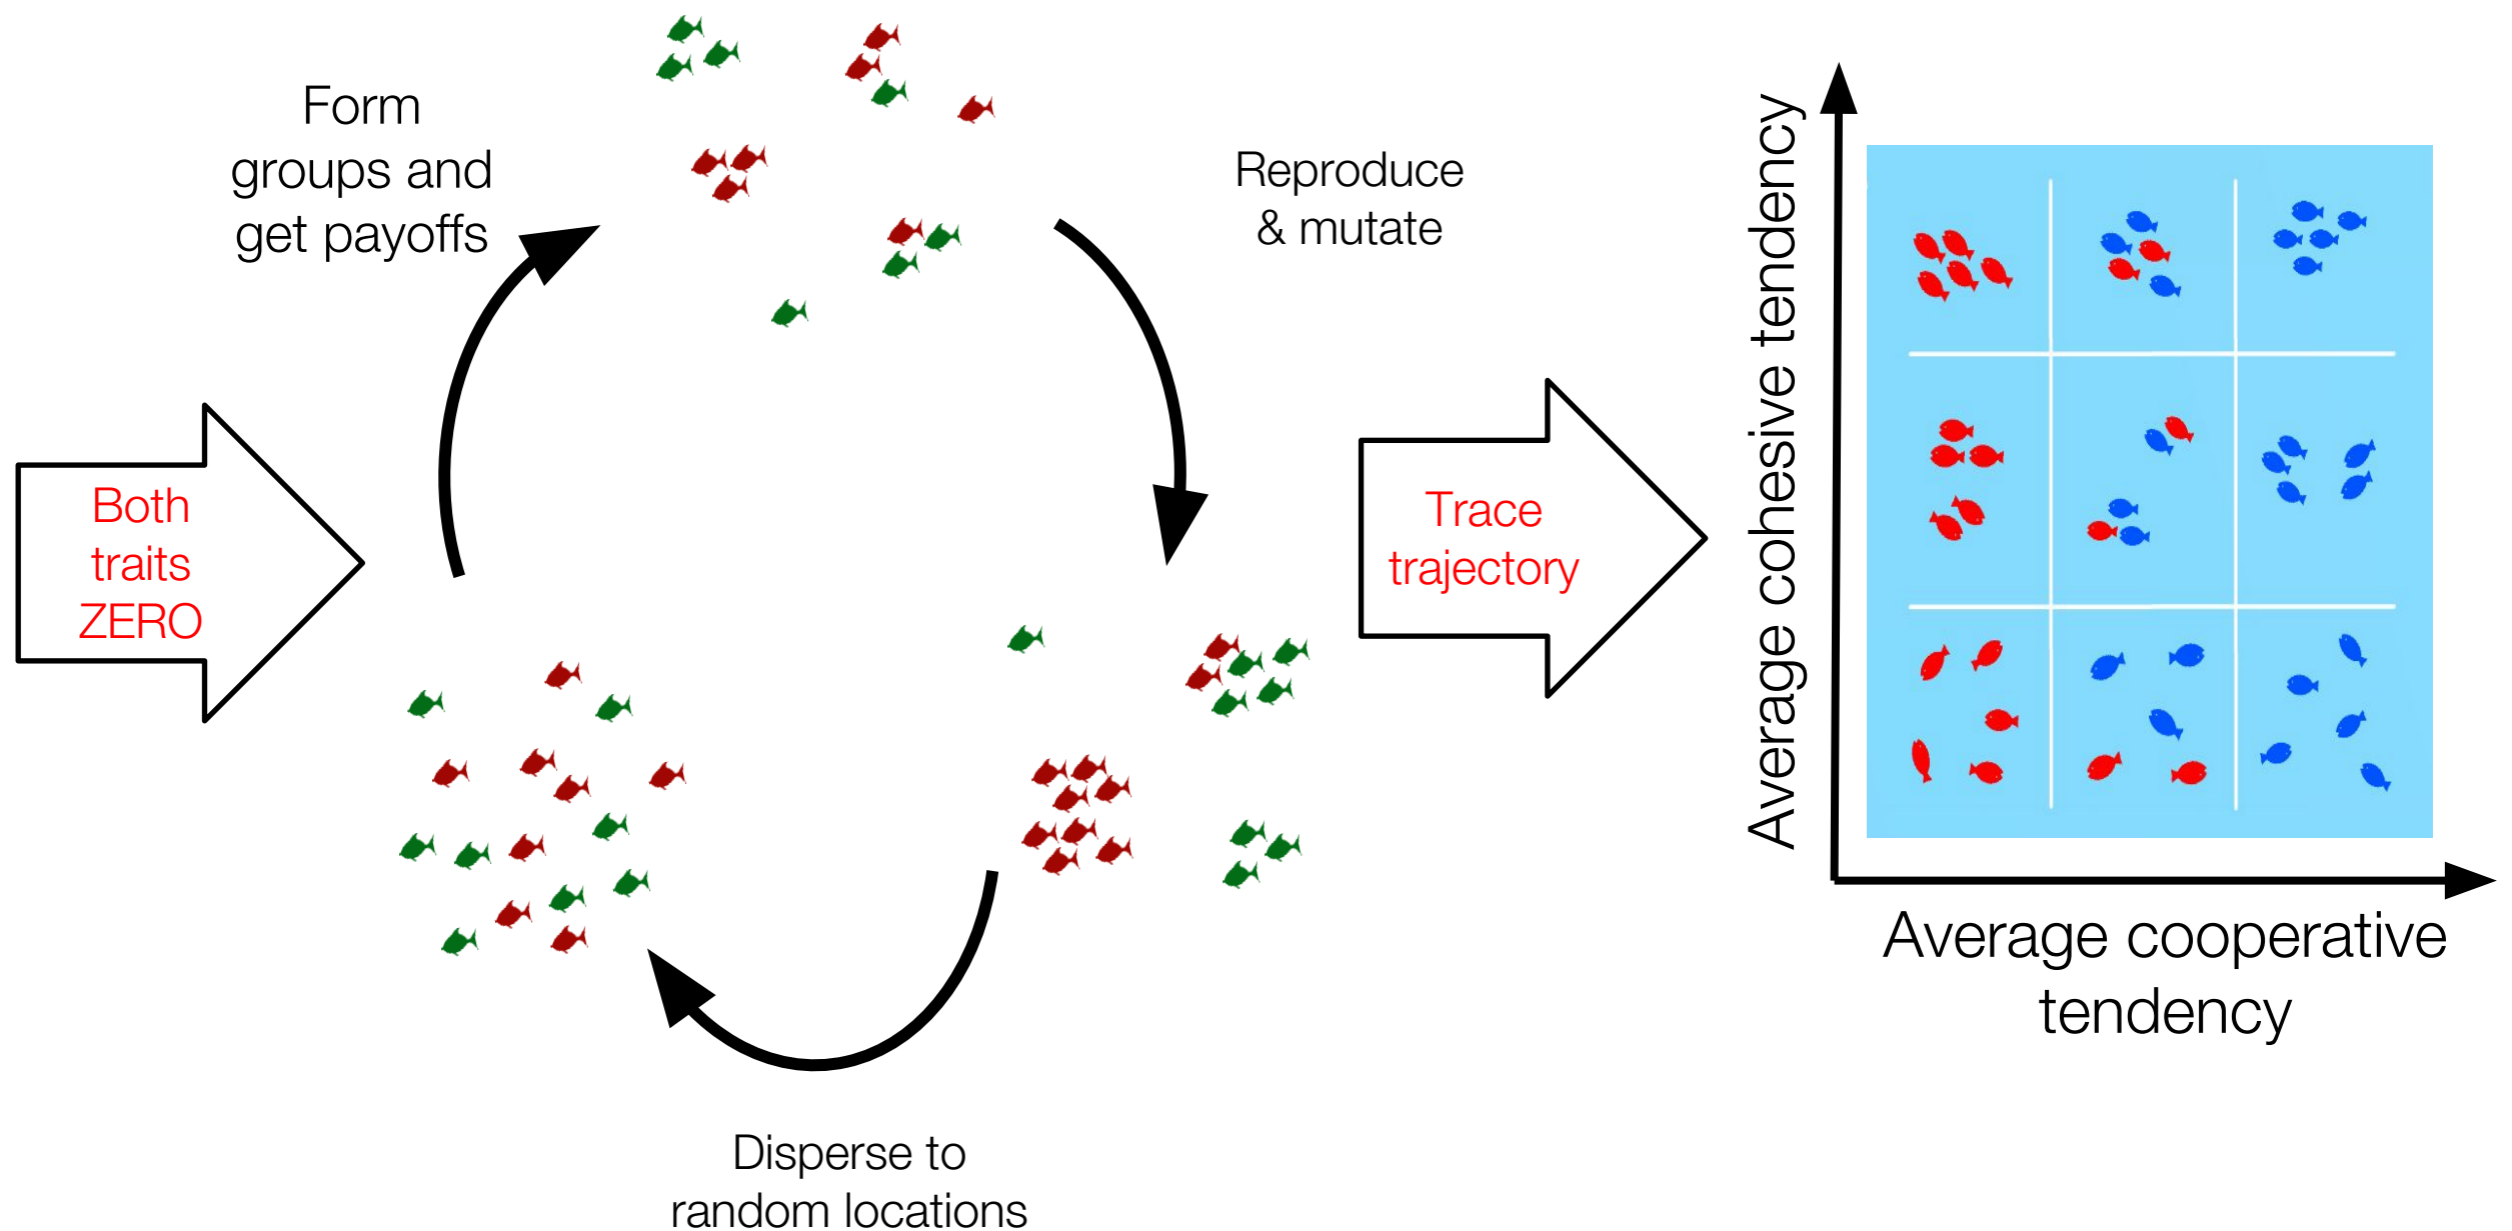 Form
groups and
get payoffs
Reproduce
& mutate
Both
traits
ZERO
Trace
trajectory
Disperse to
random locations
Average cohesive tendency
Average cooperative
tendency